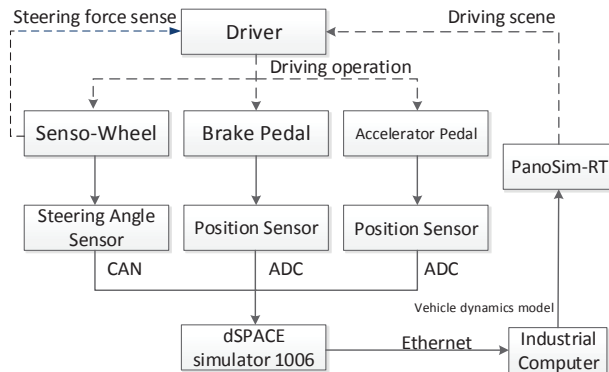 Steering force sense
Driving scene
Driver
Driving operation
Senso-Wheel
Brake Pedal
Accelerator Pedal
PanoSim-RT
Steering Angle
Sensor
Position Sensor
Position Sensor
CAN
ADC
ADC
Vehicle dynamics model
dSPACE
simulator 1006
Ethernet
Industrial
Computer